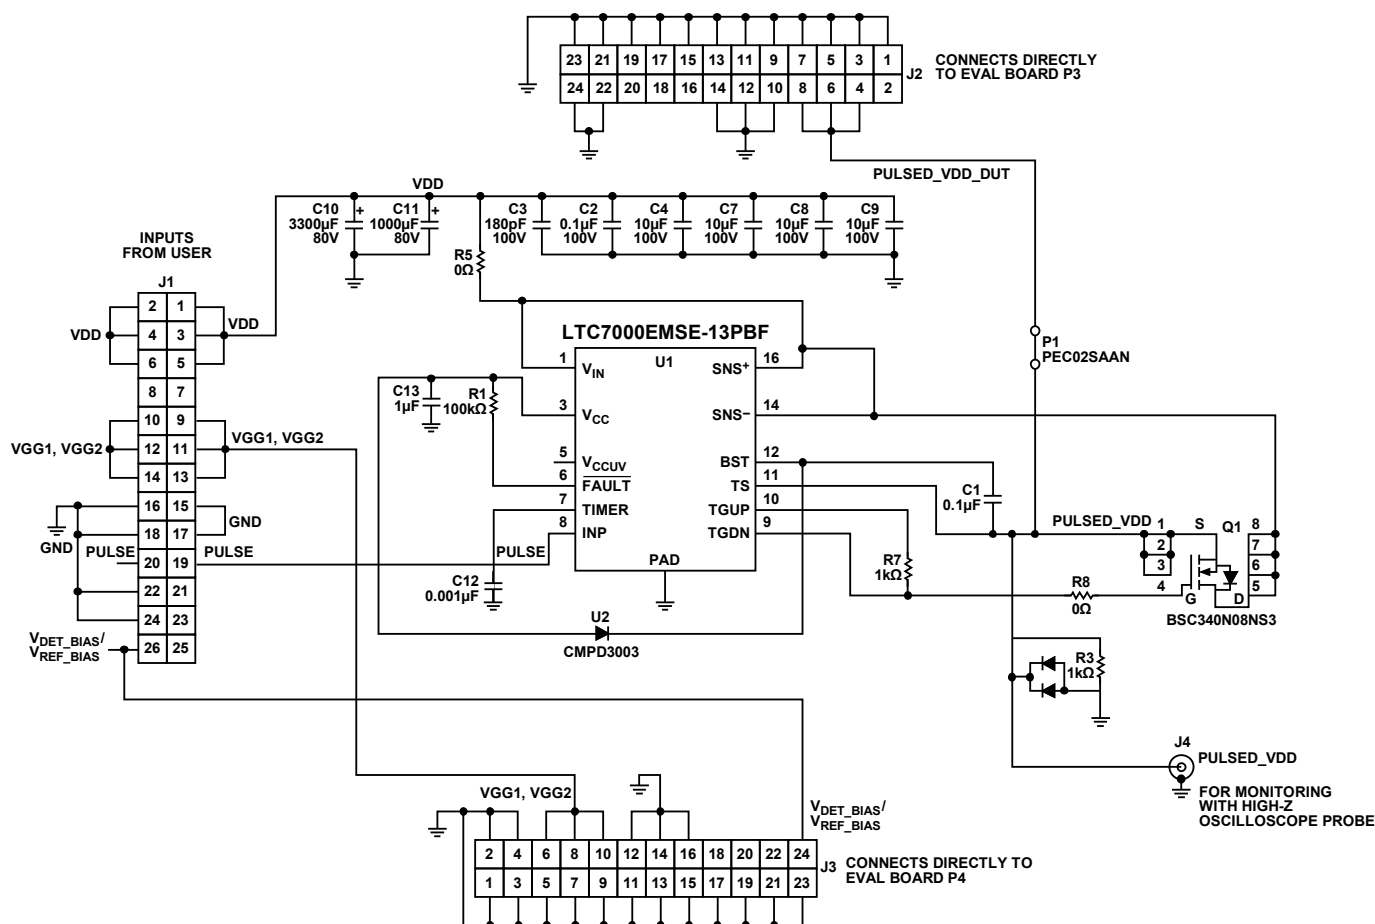 23 21 19 17 15 13 11 9 7 5 3 1
24 22 20 18 16 14 12 10 8 6 4 2
J2
CONNECTS DIRECTLY
TO EVAL BOARD P3
PULSED_VDD_DUT
VDD
C10
3300µF
80V
+
C11
1000µF
80V
+
C3
180pF
100V
C2
0.1µF
100V
C4
10µF
100V
C7
10µF
100V
C8
10µF
100V
C9
10µF
100V
R5
0Ω
INPUTS
FROM USER
J1
2 1
4 3
6 5
8 7
10 9
12 11
14 13
16 15
18 17
20 19
22 21
24 23
26 25
VDD
VDD
VGG1, VGG2
VGG1, VGG2
GND
GND
PULSE
PULSE
VDET_BIAS/
VREF_BIAS
LTC7000EMSE-13PBF
U1
1 VIN
3 VCC
5 VCCUV
6 FAULT
7 TIMER
8 INP
PAD
SNS+ 16
SNS− 14
BST 12
TS 11
TGUP 10
TGDN 9
C13
1µF
R1
100kΩ
PULSE
C12
0.001µF
U2
CMPD3003
P1
PEC02SAAN
C1
0.1µF
PULSED_VDD
R7
1kΩ
R8
0Ω
1
2
3
4
S
Q1
G
D
8
7
6
5
BSC340N08NS3
R3
1kΩ
J4
PULSED_VDD
FOR MONITORING
WITH HIGH-Z
OSCILLOSCOPE PROBE
VGG1, VGG2
VDET_BIAS/
VREF_BIAS
2 4 6 8 10 12 14 16 18 20 22 24
1 3 5 7 9 11 13 15 17 19 21 23
J3
CONNECTS DIRECTLY TO
EVAL BOARD P4